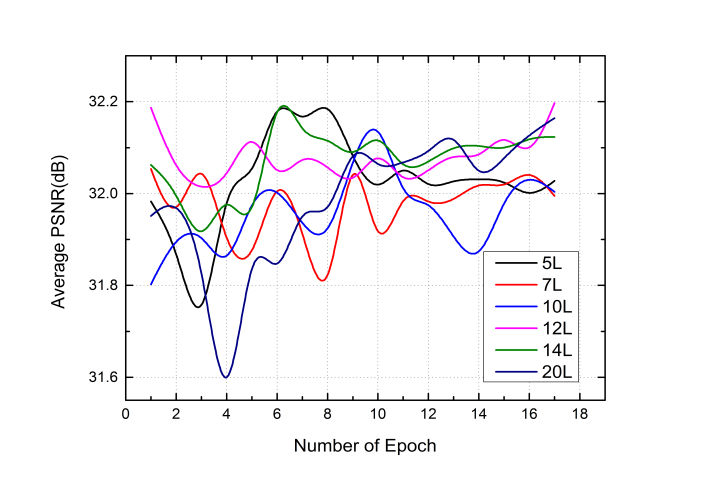 Average PSNR(dB)
32.2
32.0
31.8
31.6
0 2 4 6 8 10 12 14 16 18
Number of Epoch
5L
7L
10L
12L
14L
20L